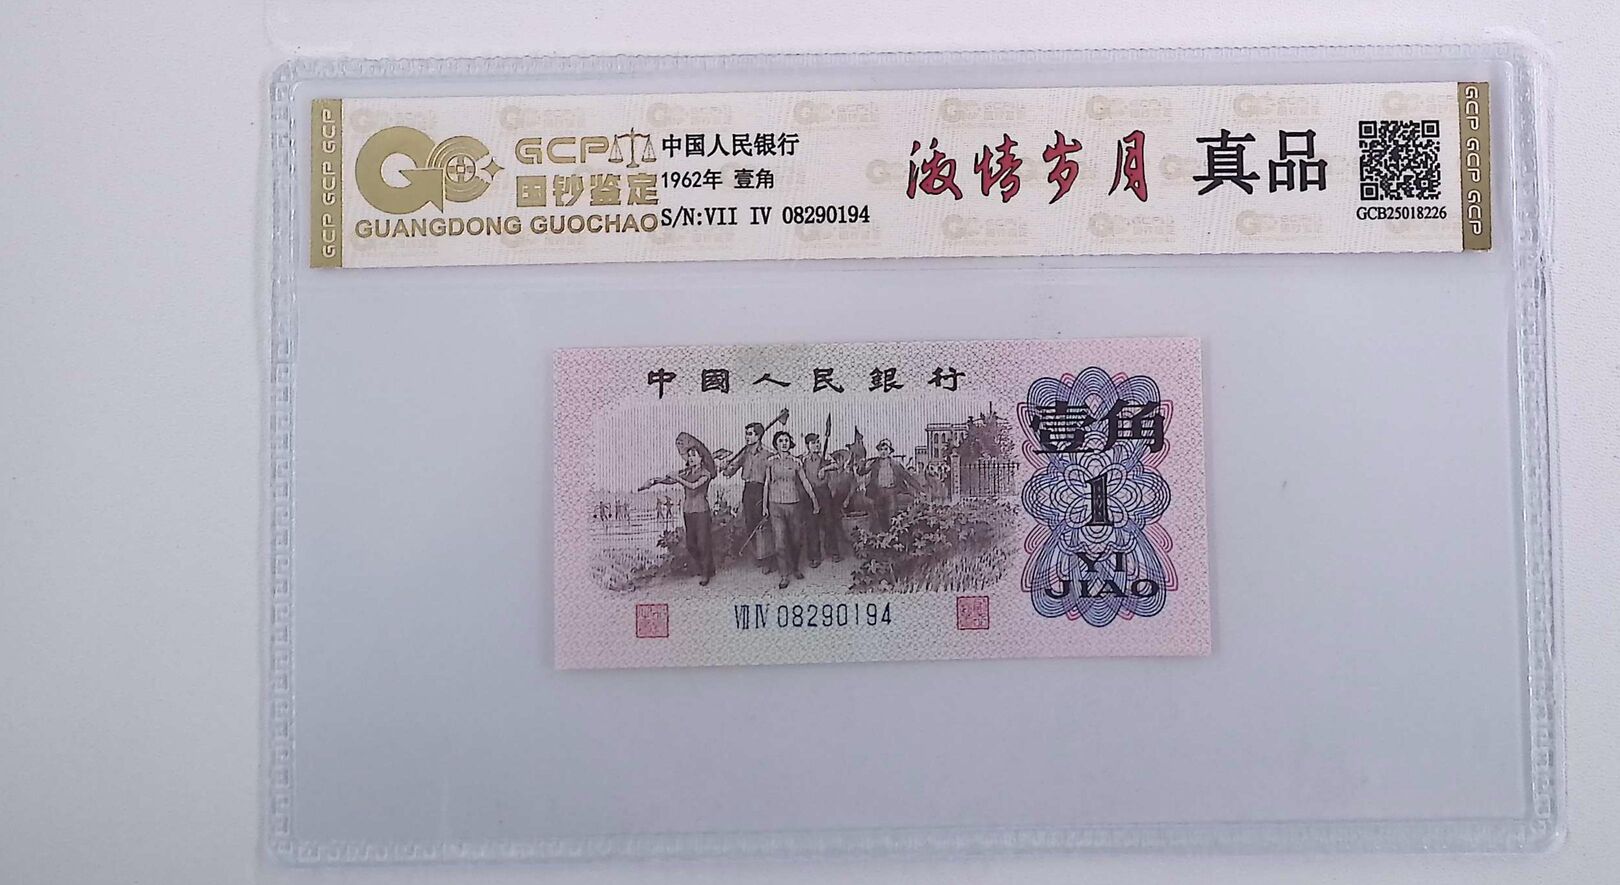 GCP GCP GCP
GCP
国钞鉴定
GUANGDONG GUOCHAO
中国人民银行
1962年 壹角
S/N:VII IV 08290194
激情岁月
真品
GCB25018226
GCP GCP GCP
中國人民銀行
壹角
1
YI
JIAO
Ⅶ Ⅳ 08290194